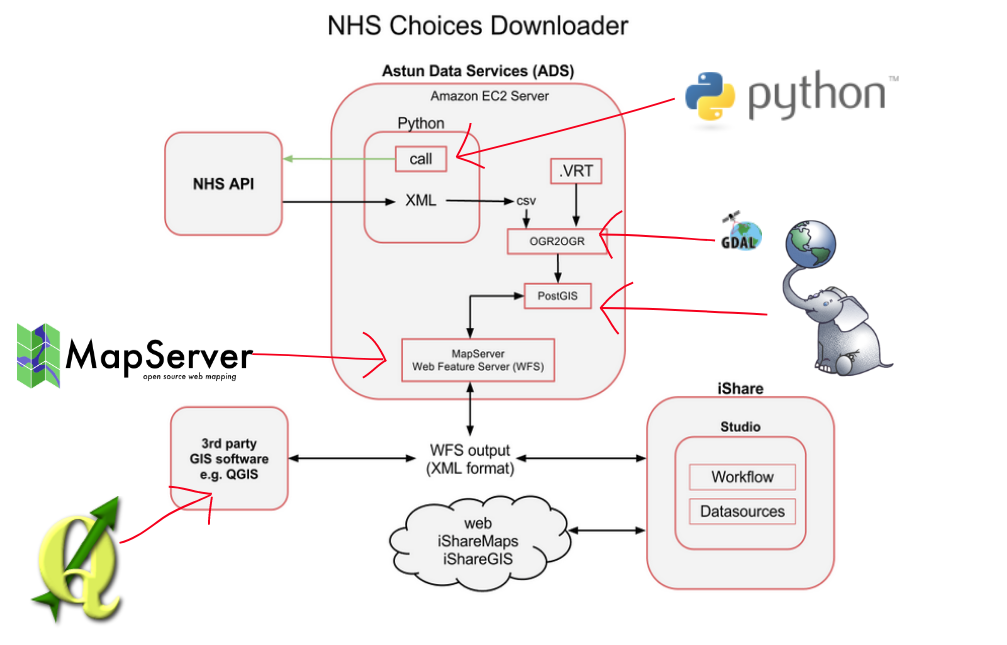 NHS Choices Downloader
Astun Data Services (ADS)
Amazon EC2 Server
python™
Python
call
NHS API
.VRT
XML
csv
OGR2OGR
GDAL
PostGIS
MapServer
open source web mapping
MapServer
Web Feature Server (WFS)
iShare
Studio
3rd party
GIS software
e.g. QGIS
WFS output
(XML format)
Workflow
Datasources
web
iShareMaps
iShareGIS
Q